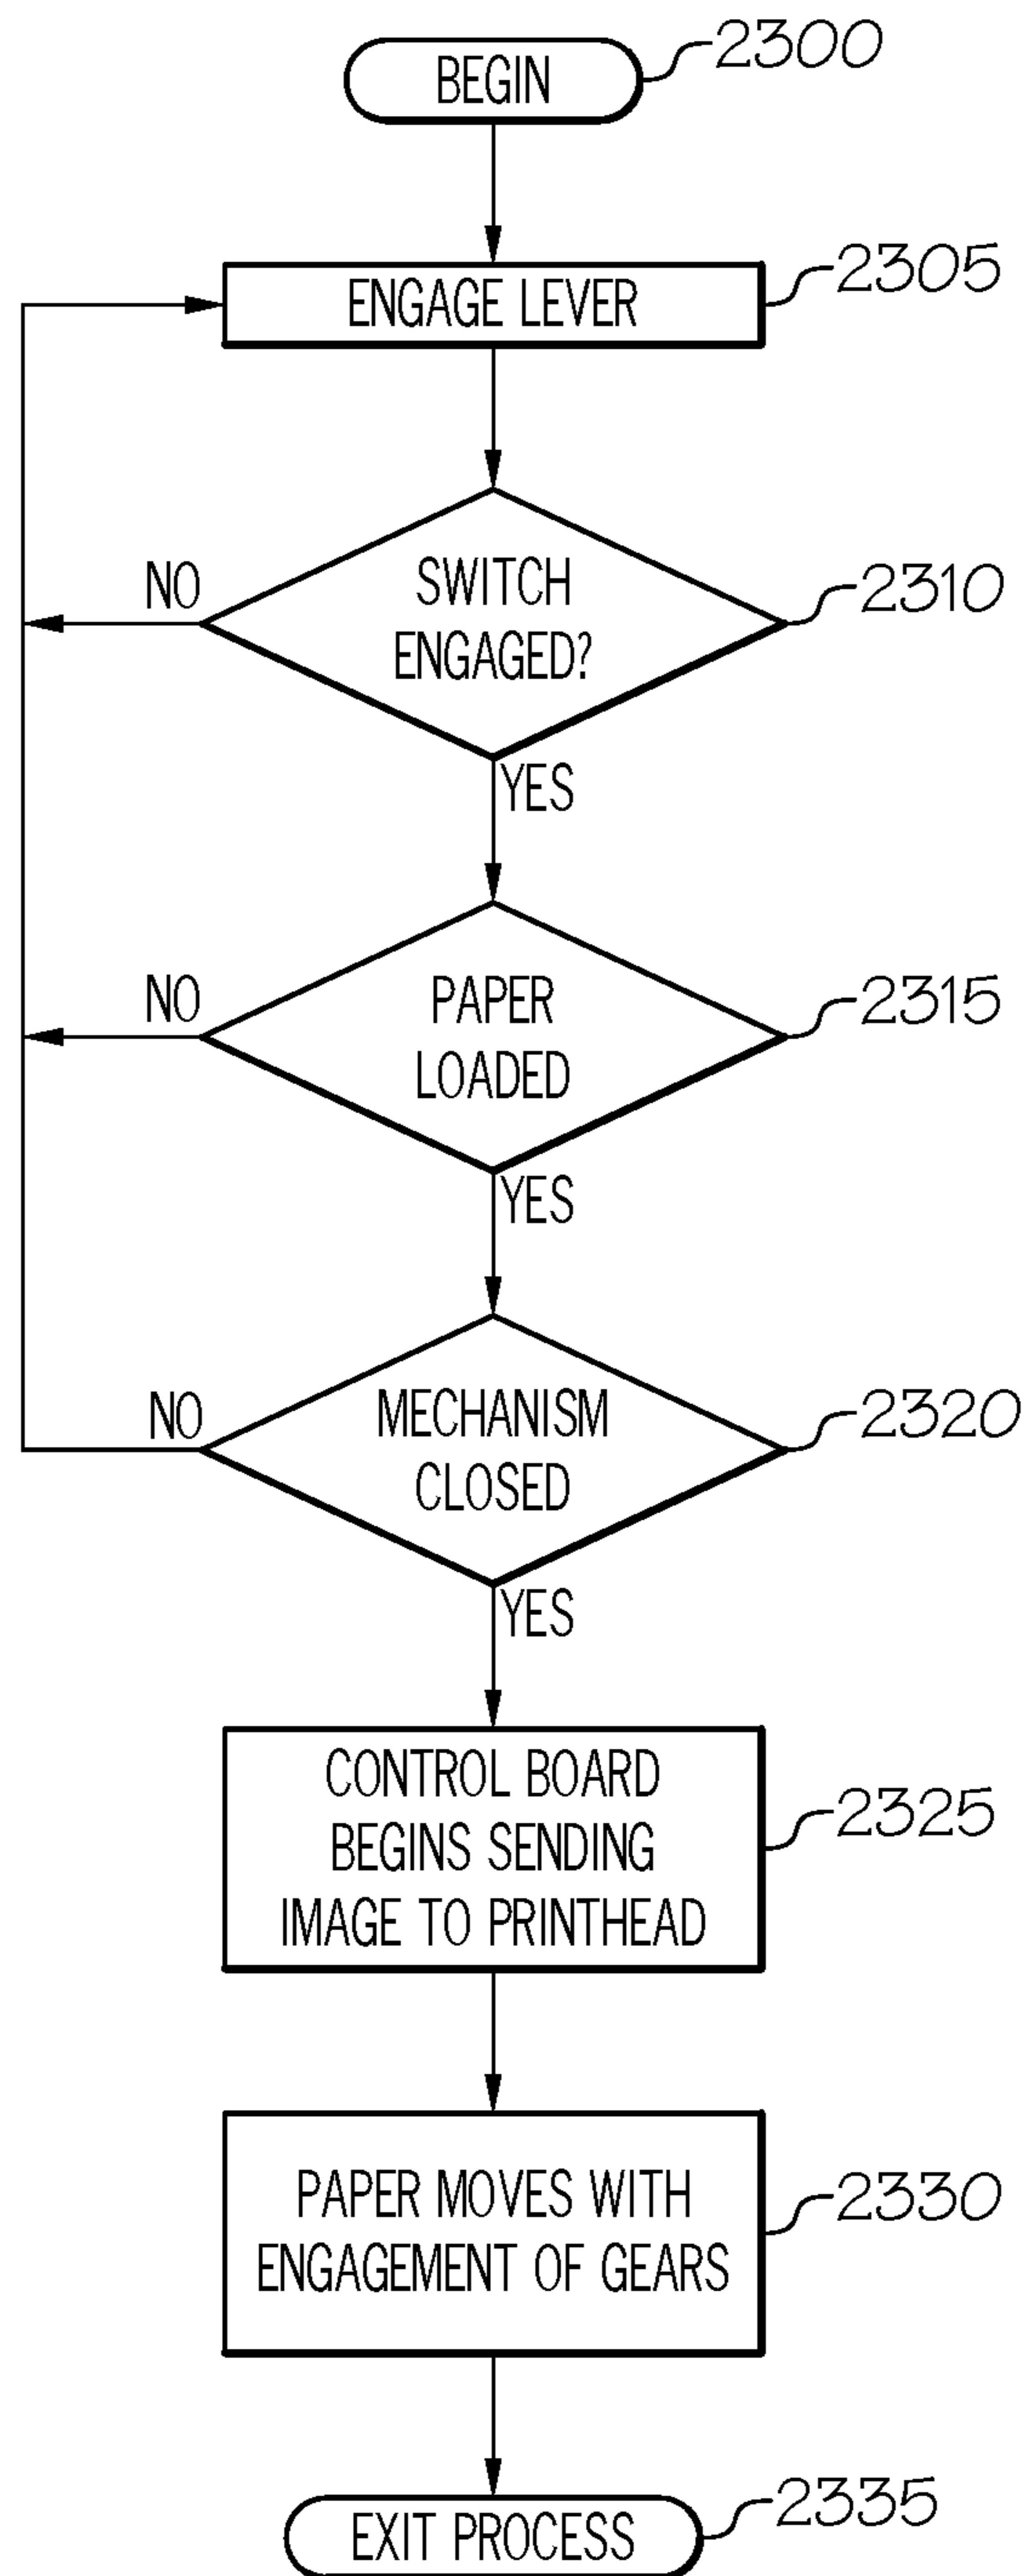 BEGIN
2300
ENGAGE LEVER
2305
SWITCH
ENGAGED?
2310
NO
YES
PAPER
LOADED
2315
NO
YES
MECHANISM
CLOSED
2320
NO
YES
CONTROL BOARD
BEGINS SENDING
IMAGE TO PRINTHEAD
2325
PAPER MOVES WITH
ENGAGEMENT OF GEARS
2330
EXIT PROCESS
2335